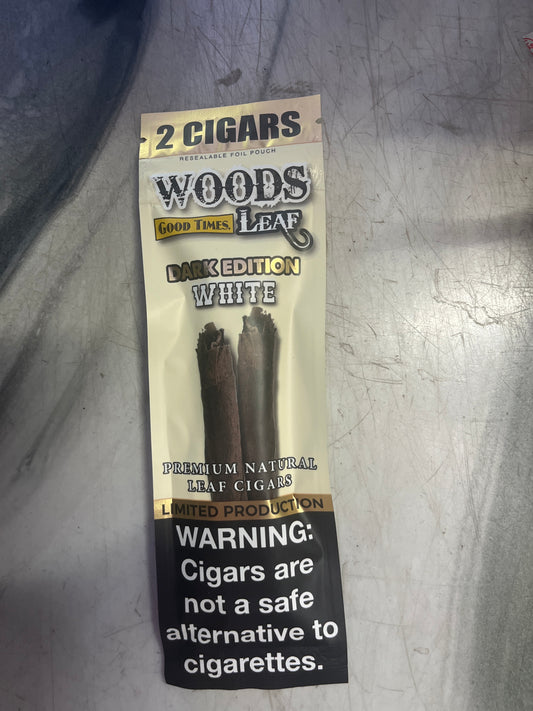 2 CIGARS
RESEALABLE FOIL POUCH
WOODS
GOOD TIMES. LEAF
DARK EDITION
WHITE
PREMIUM NATURAL
LEAF CIGARS
LIMITED PRODUCTION
WARNING:
Cigars are
not a safe
alternative to
cigarettes.